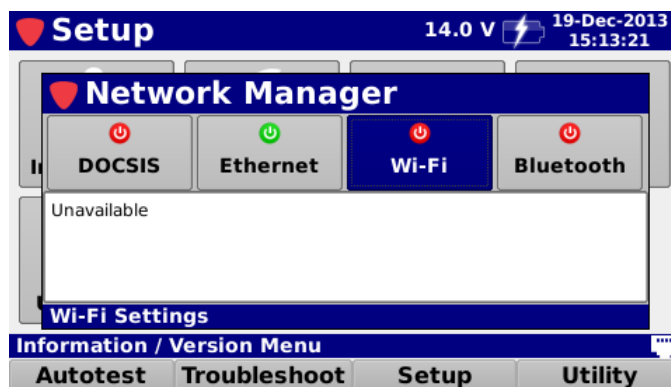 Setup
14.0 V
19-Dec-2013
15:13:21
Network Manager
DOCSIS
Ethernet
Wi-Fi
Bluetooth
Unavailable
Wi-Fi Settings
Information / Version Menu
Autotest
Troubleshoot
Setup
Utility